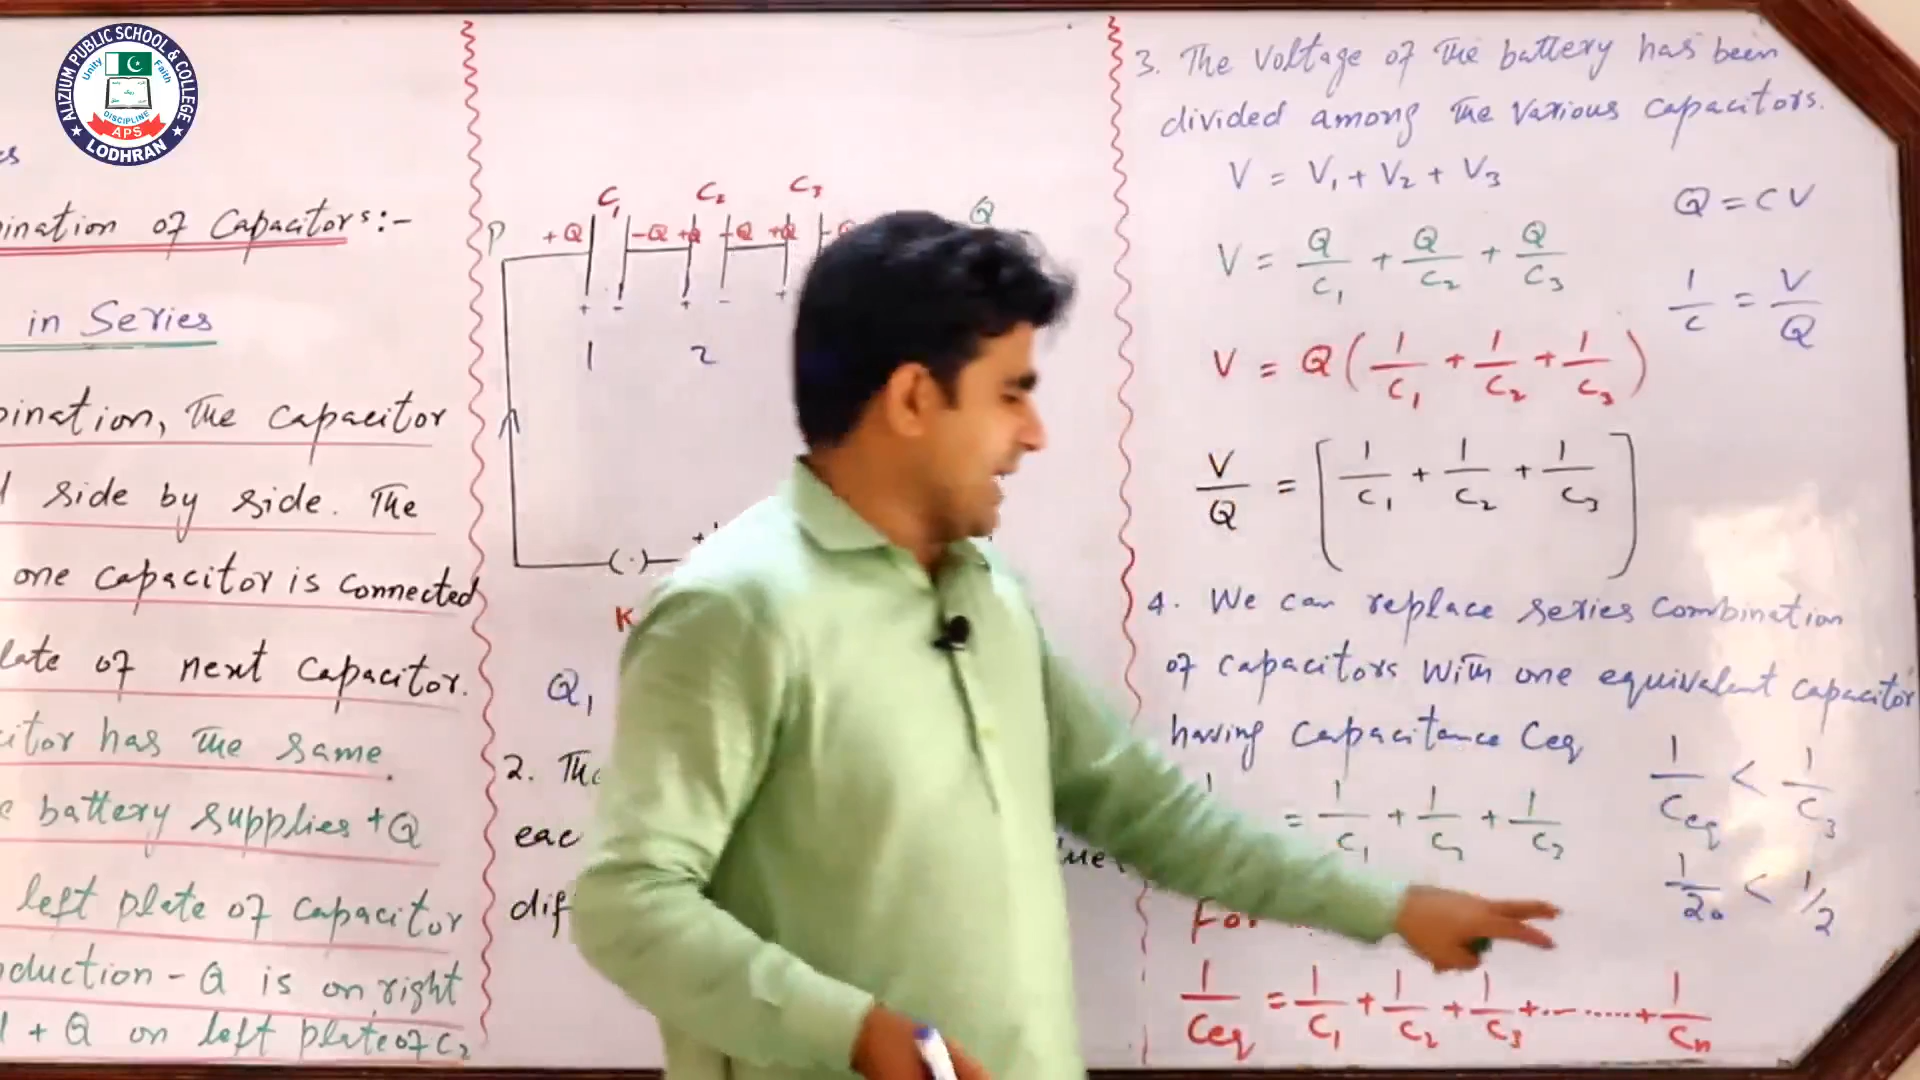 ALIZIUM PUBLIC SCHOOL & COLLEGE
Unity
Faith
DISCIPLINE
APS
★ LODHRAN ★
ination of Capacitors:-
in Series
bination, The capacitor
side by side. The
one capacitor is connected
late of next capacitor.
citor has the same.
e battery supplies +Q
left plate of capacitor
duction - Q is on right
+ Q on left plate of C2
C1 C2 C3
P +Q -Q +Q -Q +Q -Q Q
+ - + - +
1 2
(·)
K
Q1
2. The
eac
dif
3. The voltage of the battery has been
divided among the various capacitors.
V = V1 + V2 + V3
V = Q/C1 + Q/C2 + Q/C3
V = Q(1/C1 + 1/C2 + 1/C3)
V/Q = [1/C1 + 1/C2 + 1/C3]
Q = CV
1/C = V/Q
4. We can replace series combination
of capacitors with one equivalent capacitor
having capacitance Ceq
= 1/C1 + 1/C2 + 1/C3
1/Ceq < 1/C3
1/20 < 1/2
For
1/Ceq = 1/C1 + 1/C2 + 1/C3 + ........ + 1/Cn